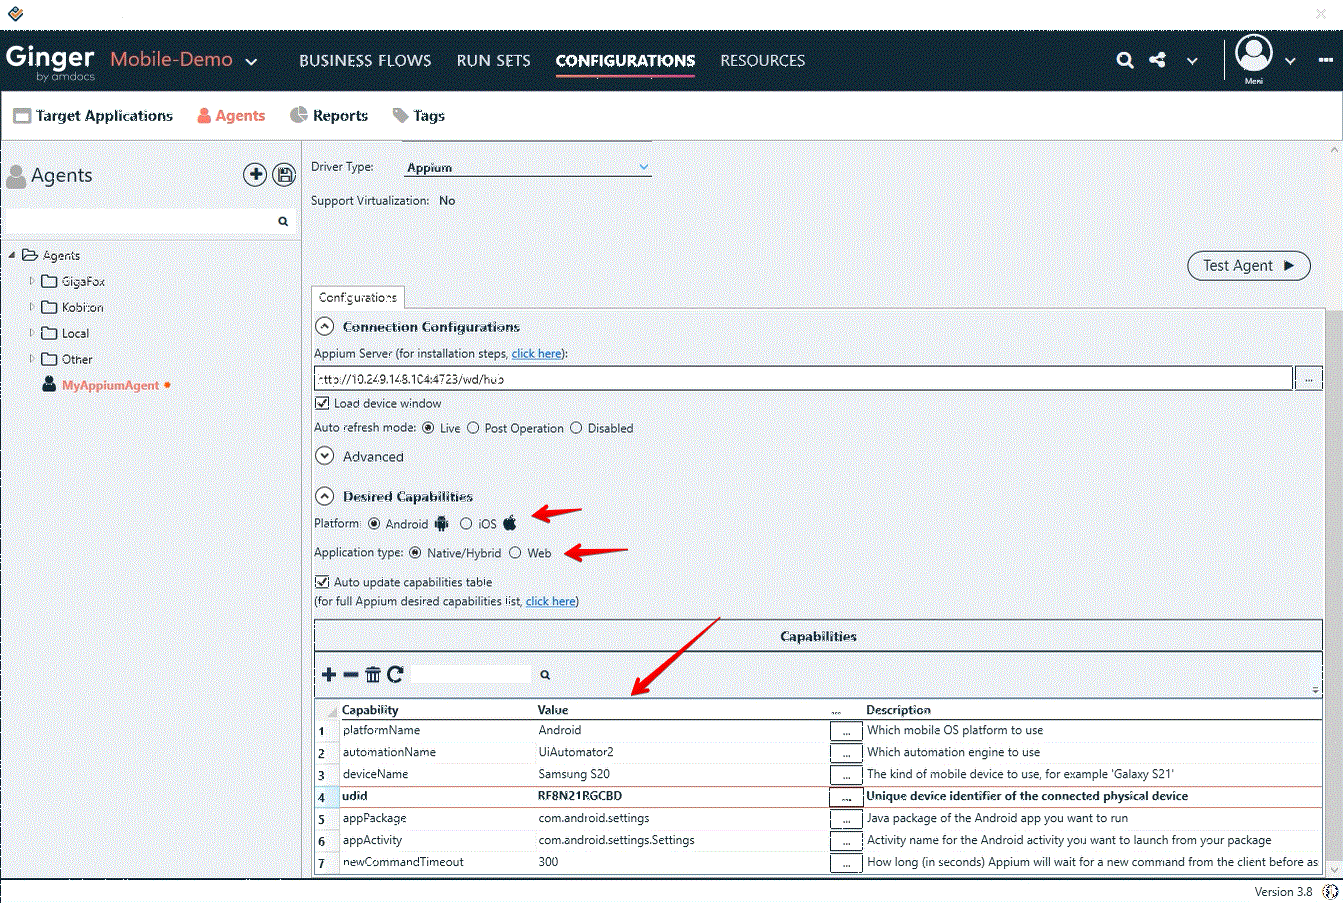 Ginger
by amdocs
Mobile-Demo
BUSINESS FLOWS
RUN SETS
CONFIGURATIONS
RESOURCES
Meni
Target Applications
Agents
Reports
Tags
Agents
Agents
GigaFox
Kobiton
Local
Other
MyAppiumAgent
Driver Type: Appium
Support Virtualization: No
Test Agent
Configurations
Connection Configurations
Appium Server (for installation steps, click here):
http://10.249.148.104:4723/wd/hub
...
Load device window
Auto refresh mode: Live Post Operation Disabled
Advanced
Desired Capabilities
Platform: Android iOS
Application type: Native/Hybrid Web
Auto update capabilities table
(for full Appium desired capabilities list, click here)
Capabilities
Capability Value ... Description
1 platformName Android ... Which mobile OS platform to use
2 automationName UiAutomator2 ... Which automation engine to use
3 deviceName Samsung S20 ... The kind of mobile device to use, for example 'Galaxy S21'
4 udid RF8N21RGCBD ... Unique device identifier of the connected physical device
5 appPackage com.android.settings ... Java package of the Android app you want to run
6 appActivity com.android.settings.Settings ... Activity name for the Android activity you want to launch from your package
7 newCommandTimeout 300 ... How long (in seconds) Appium will wait for a new command from the client before as
Version 3.8